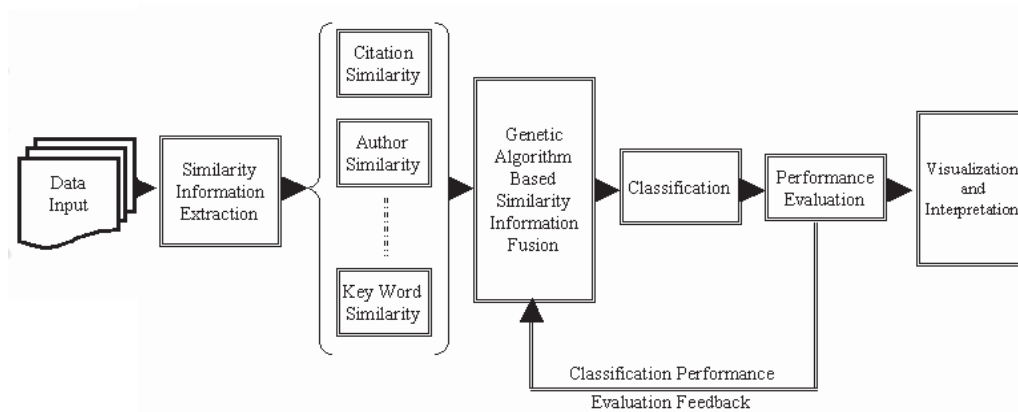 Data
Input
Similarity
Information
Extraction
Citation
Similarity
Author
Similarity
Key Word
Similarity
Genetic
Algorithm
Based
Similarity
Information
Fusion
Classification
Performance
Evaluation
Visualization
and
Interpretation
Classification Performance
Evaluation Feedback